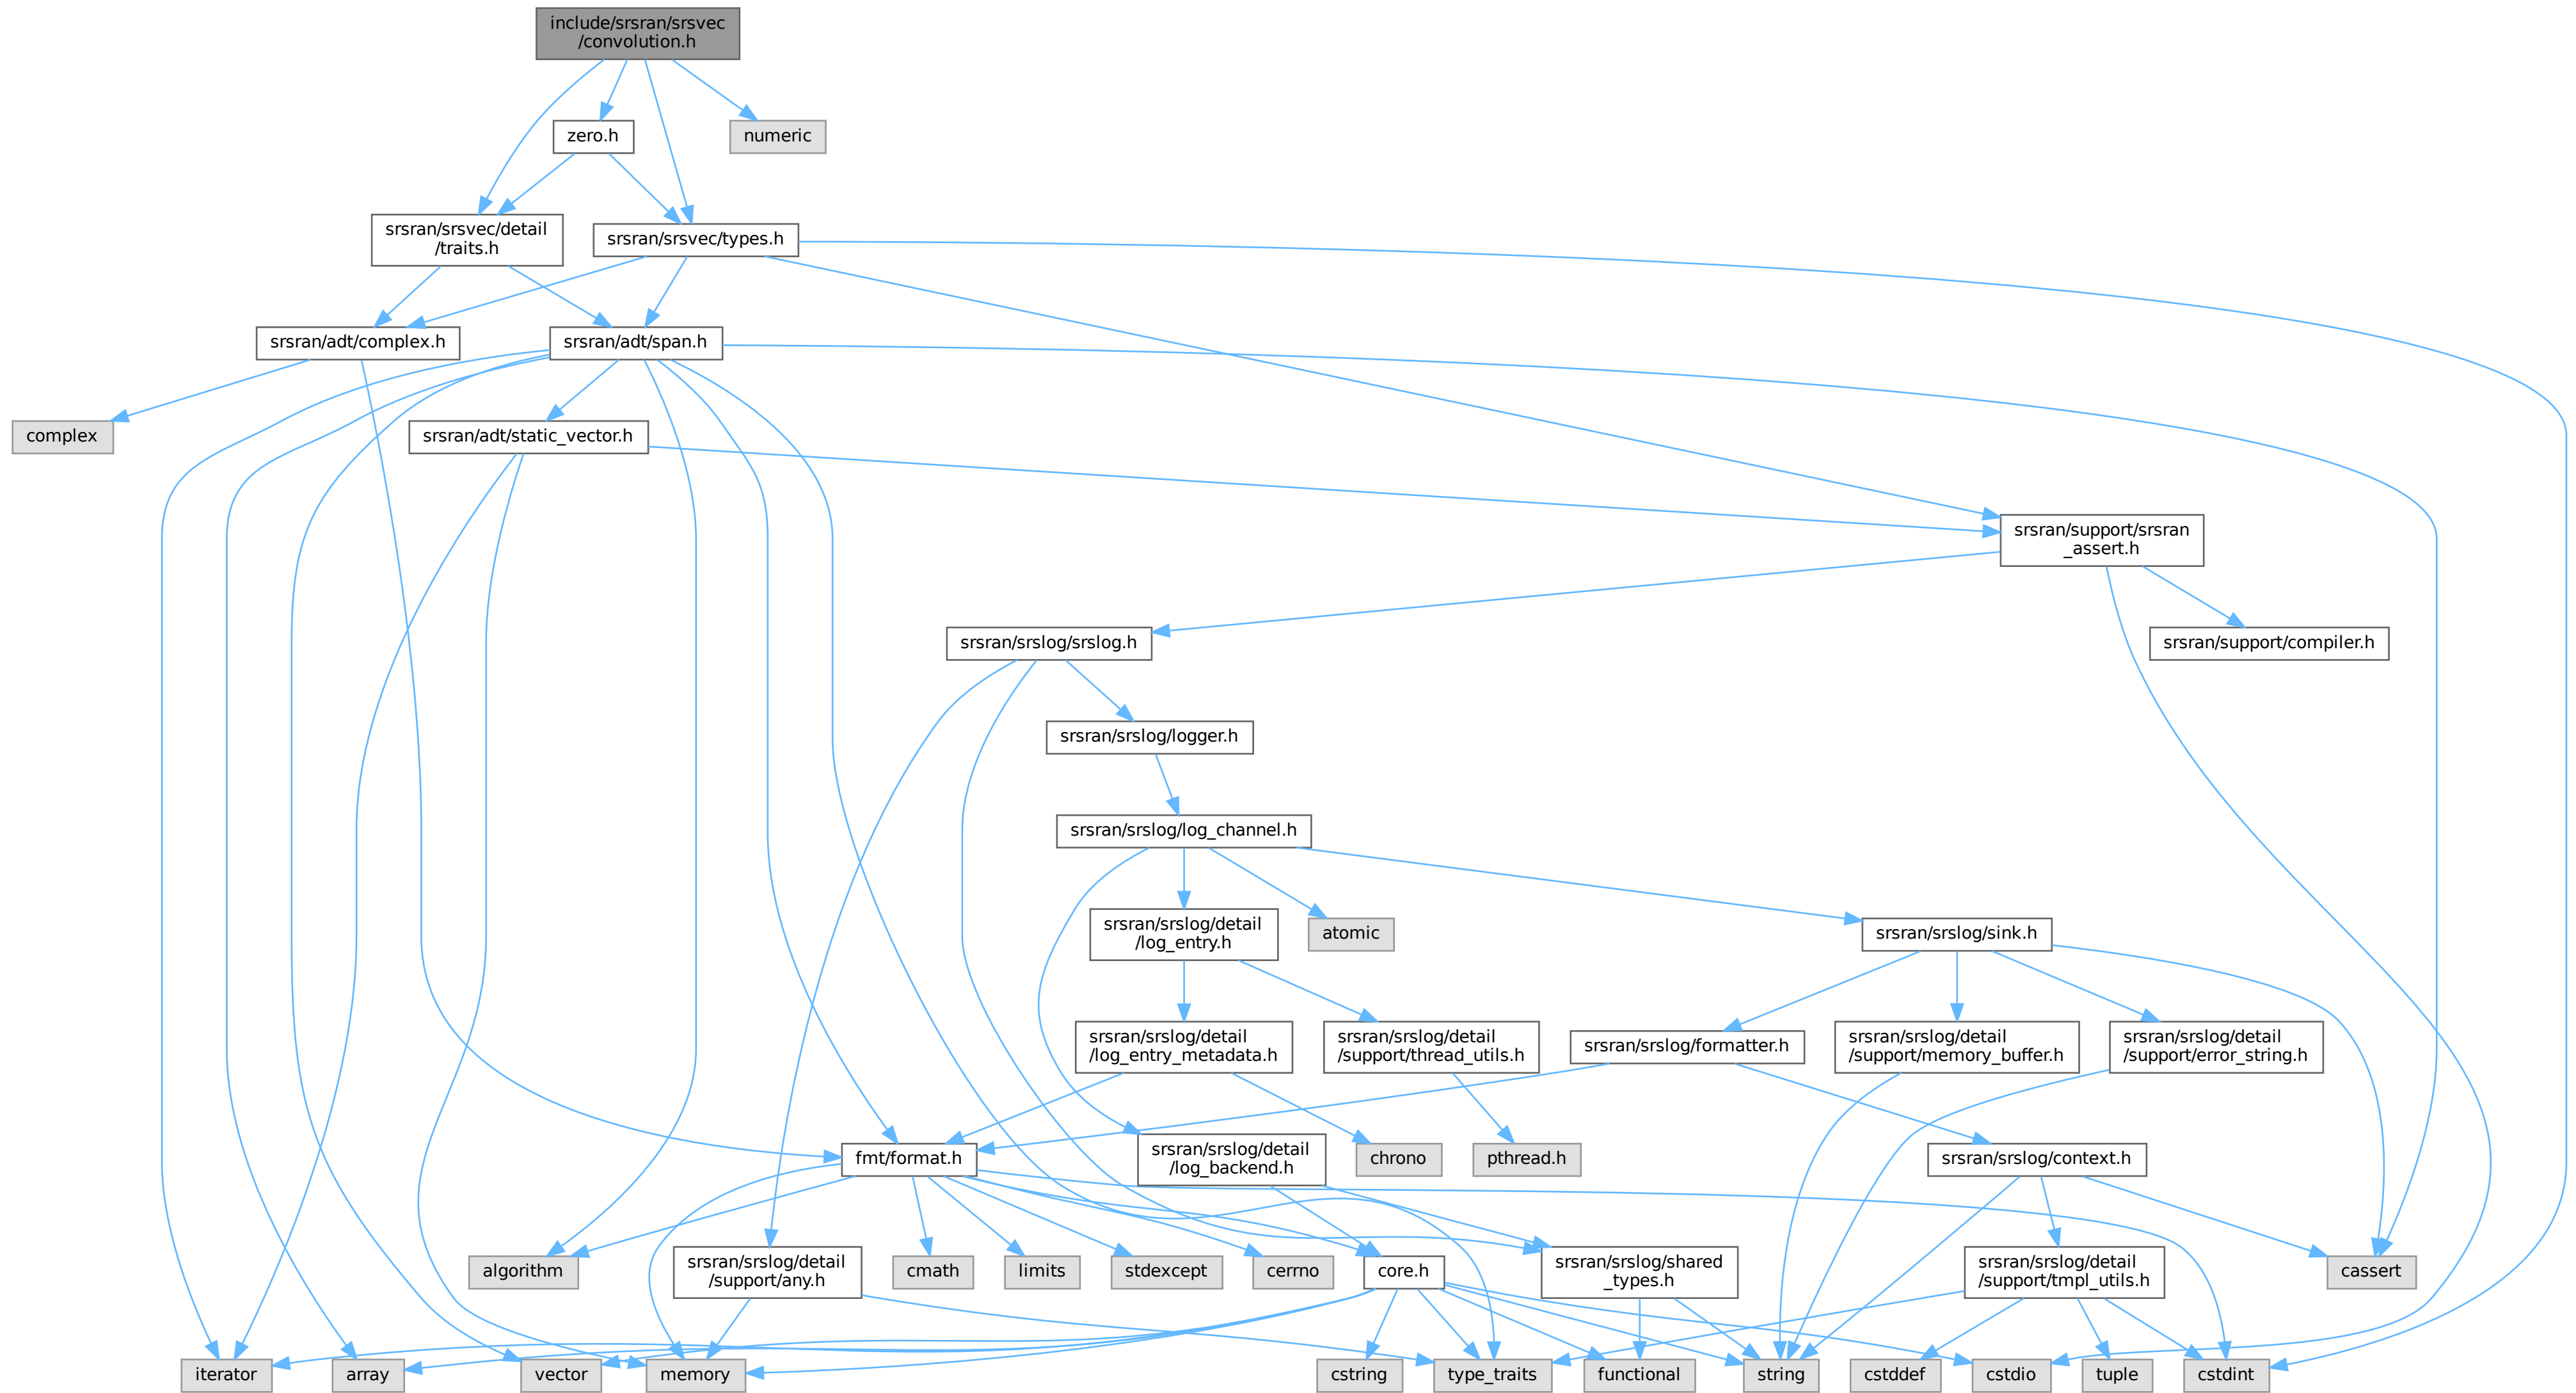 include/srsran/srsvec
/convolution.h
zero.h
numeric
srsran/srsvec/detail
/traits.h
srsran/srsvec/types.h
srsran/adt/complex.h
srsran/adt/span.h
complex
srsran/adt/static_vector.h
srsran/support/srsran
_assert.h
srsran/srslog/srslog.h
srsran/support/compiler.h
srsran/srslog/logger.h
srsran/srslog/log_channel.h
srsran/srslog/detail
/log_entry.h
atomic
srsran/srslog/sink.h
srsran/srslog/detail
/log_entry_metadata.h
srsran/srslog/detail
/support/thread_utils.h
srsran/srslog/formatter.h
srsran/srslog/detail
/support/memory_buffer.h
srsran/srslog/detail
/support/error_string.h
fmt/format.h
srsran/srslog/detail
/log_backend.h
chrono
pthread.h
srsran/srslog/context.h
algorithm
srsran/srslog/detail
/support/any.h
cmath
limits
stdexcept
cerrno
core.h
srsran/srslog/shared
_types.h
srsran/srslog/detail
/support/tmpl_utils.h
cassert
iterator
array
vector
memory
cstring
type_traits
functional
string
cstddef
cstdio
tuple
cstdint